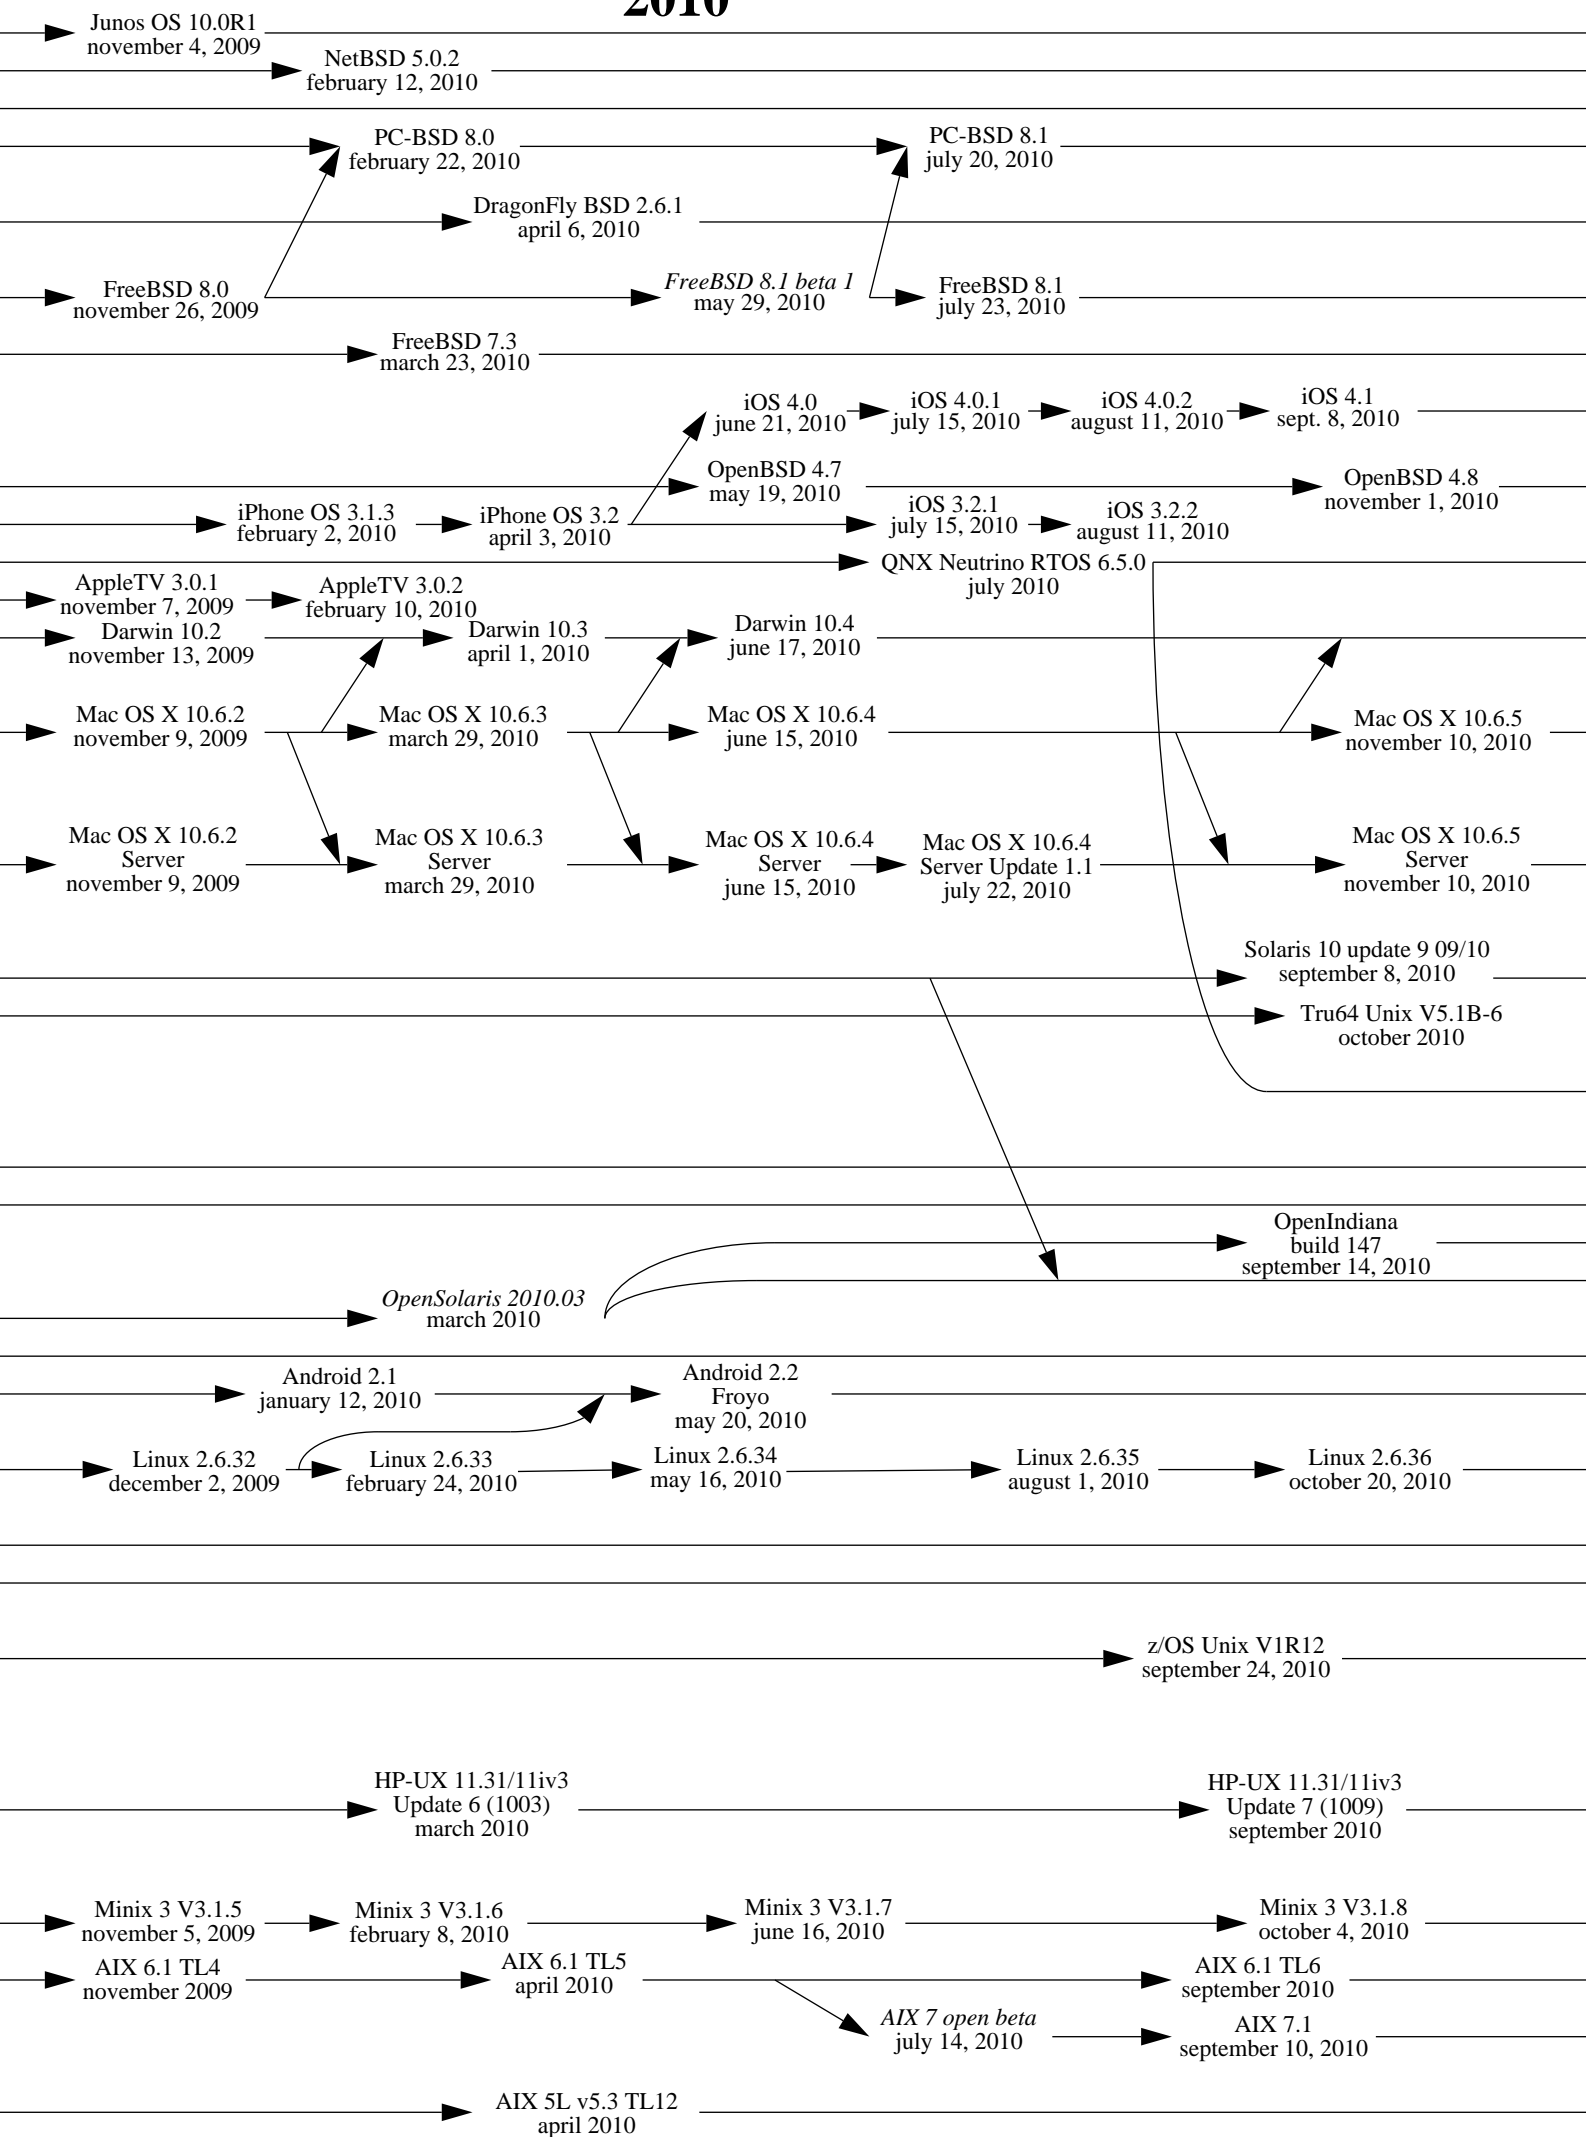 2010
Junos OS 10.0R1
november 4, 2009
NetBSD 5.0.2
february 12, 2010
PC-BSD 8.0
february 22, 2010
PC-BSD 8.1
july 20, 2010
DragonFly BSD 2.6.1
april 6, 2010
FreeBSD 8.0
november 26, 2009
FreeBSD 8.1 beta 1
may 29, 2010
FreeBSD 8.1
july 23, 2010
FreeBSD 7.3
march 23, 2010
iOS 4.0
june 21, 2010
iOS 4.0.1
july 15, 2010
iOS 4.0.2
august 11, 2010
iOS 4.1
sept. 8, 2010
OpenBSD 4.7
may 19, 2010
OpenBSD 4.8
november 1, 2010
iPhone OS 3.1.3
february 2, 2010
iPhone OS 3.2
april 3, 2010
iOS 3.2.1
july 15, 2010
iOS 3.2.2
august 11, 2010
QNX Neutrino RTOS 6.5.0
july 2010
AppleTV 3.0.1
november 7, 2009
AppleTV 3.0.2
february 10, 2010
Darwin 10.2
november 13, 2009
Darwin 10.3
april 1, 2010
Darwin 10.4
june 17, 2010
Mac OS X 10.6.2
november 9, 2009
Mac OS X 10.6.3
march 29, 2010
Mac OS X 10.6.4
june 15, 2010
Mac OS X 10.6.5
november 10, 2010
Mac OS X 10.6.2
Server
november 9, 2009
Mac OS X 10.6.3
Server
march 29, 2010
Mac OS X 10.6.4
Server
june 15, 2010
Mac OS X 10.6.4
Server Update 1.1
july 22, 2010
Mac OS X 10.6.5
Server
november 10, 2010
Solaris 10 update 9 09/10
september 8, 2010
Tru64 Unix V5.1B-6
october 2010
OpenIndiana
build 147
september 14, 2010
OpenSolaris 2010.03
march 2010
Android 2.1
january 12, 2010
Android 2.2
Froyo
may 20, 2010
Linux 2.6.32
december 2, 2009
Linux 2.6.33
february 24, 2010
Linux 2.6.34
may 16, 2010
Linux 2.6.35
august 1, 2010
Linux 2.6.36
october 20, 2010
z/OS Unix V1R12
september 24, 2010
HP-UX 11.31/11iv3
Update 6 (1003)
march 2010
HP-UX 11.31/11iv3
Update 7 (1009)
september 2010
Minix 3 V3.1.5
november 5, 2009
Minix 3 V3.1.6
february 8, 2010
Minix 3 V3.1.7
june 16, 2010
Minix 3 V3.1.8
october 4, 2010
AIX 6.1 TL4
november 2009
AIX 6.1 TL5
april 2010
AIX 6.1 TL6
september 2010
AIX 7 open beta
july 14, 2010
AIX 7.1
september 10, 2010
AIX 5L v5.3 TL12
april 2010